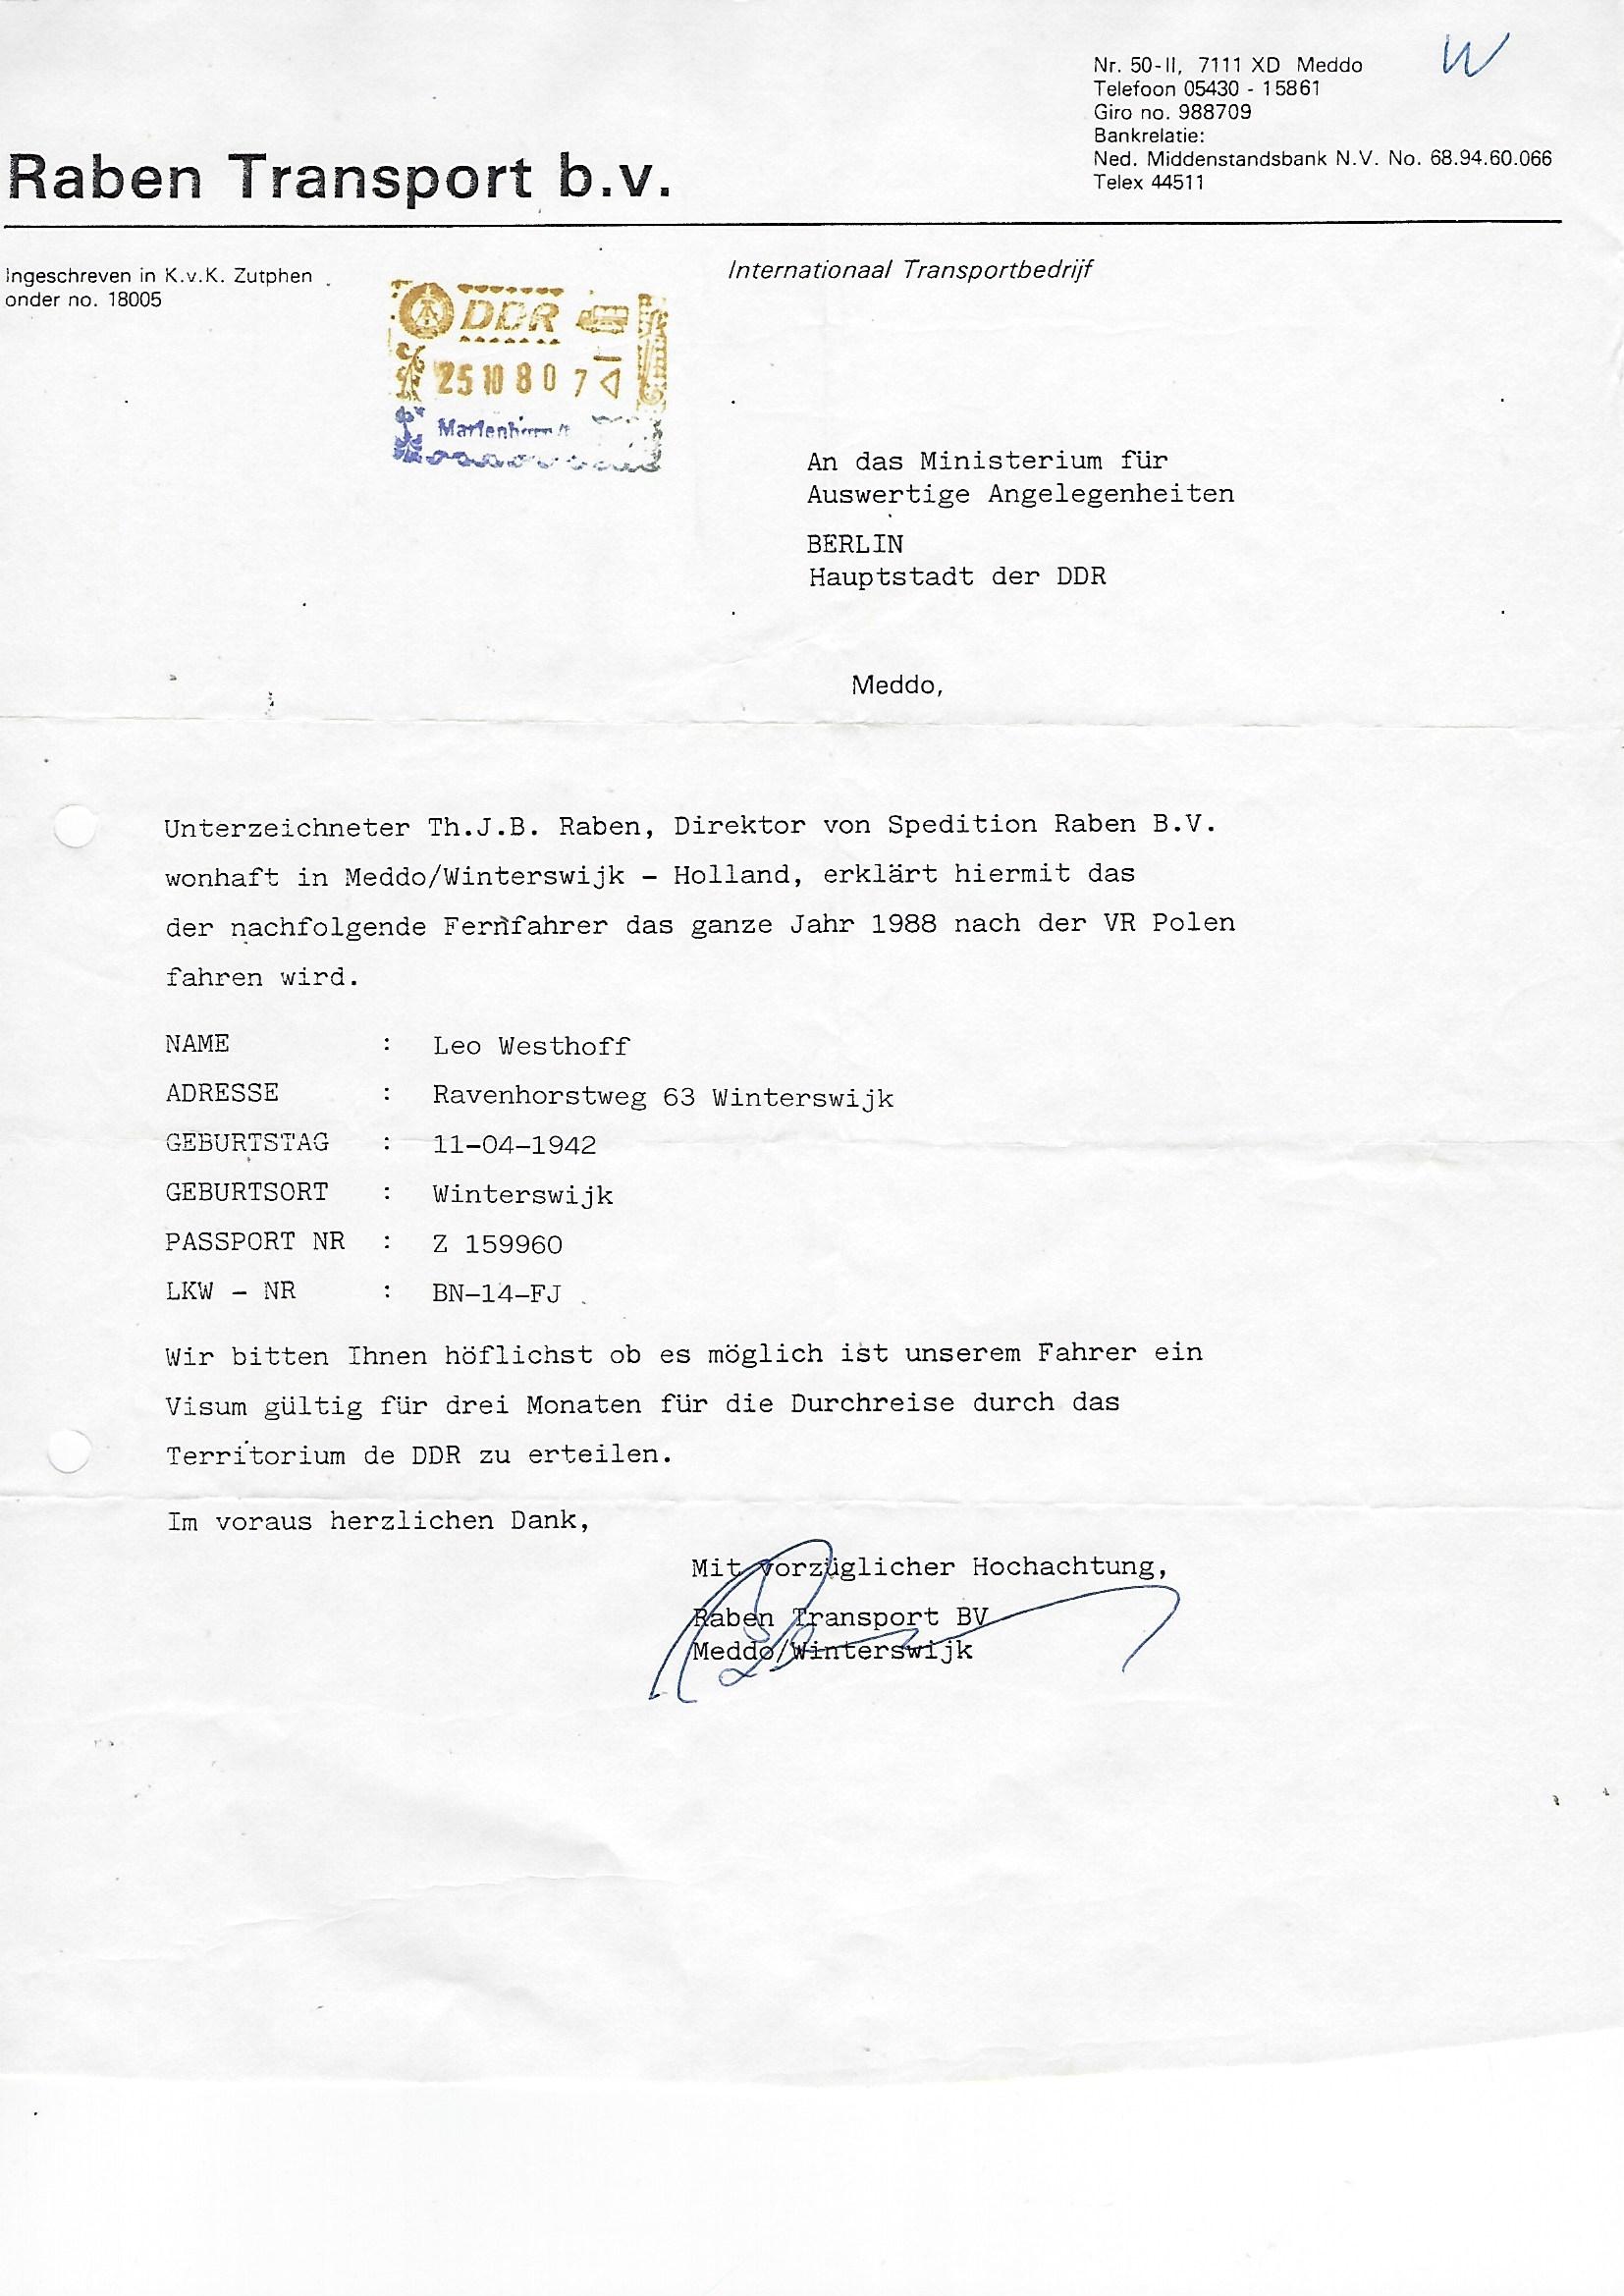 W
Nr. 50-II, 7111 XD Meddo
Telefoon 05430 - 15861
Giro no. 988709
Bankrelatie:
Ned. Middenstandsbank N.V. No. 68.94.60.066
Telex 44511
Raben Transport b.v.
Ingeschreven in K.v.K. Zutphen
onder no. 18005
Internationaal Transportbedrijf
DDR
25 10 80 7
An das Ministerium für
Auswertige Angelegenheiten
BERLIN
Hauptstadt der DDR
Meddo,
Unterzeichneter Th.J.B. Raben, Direktor von Spedition Raben B.V.
wonhaft in Meddo/Winterswijk – Holland, erklärt hiermit das
der nachfolgende Fernfahrer das ganze Jahr 1988 nach der VR Polen
fahren wird.
NAME : Leo Westhoff
ADRESSE : Ravenhorstweg 63 Winterswijk
GEBURTSTAG : 11-04-1942
GEBURTSORT : Winterswijk
PASSPORT NR : Z 159960
LKW – NR : BN-14-FJ
Wir bitten Ihnen höflichst ob es möglich ist unserem Fahrer ein
Visum gültig für drei Monaten für die Durchreise durch das
Territorium de DDR zu erteilen.
Im voraus herzlichen Dank,
Mit vorzüglicher Hochachtung,
Raben Transport BV
Meddo/Winterswijk